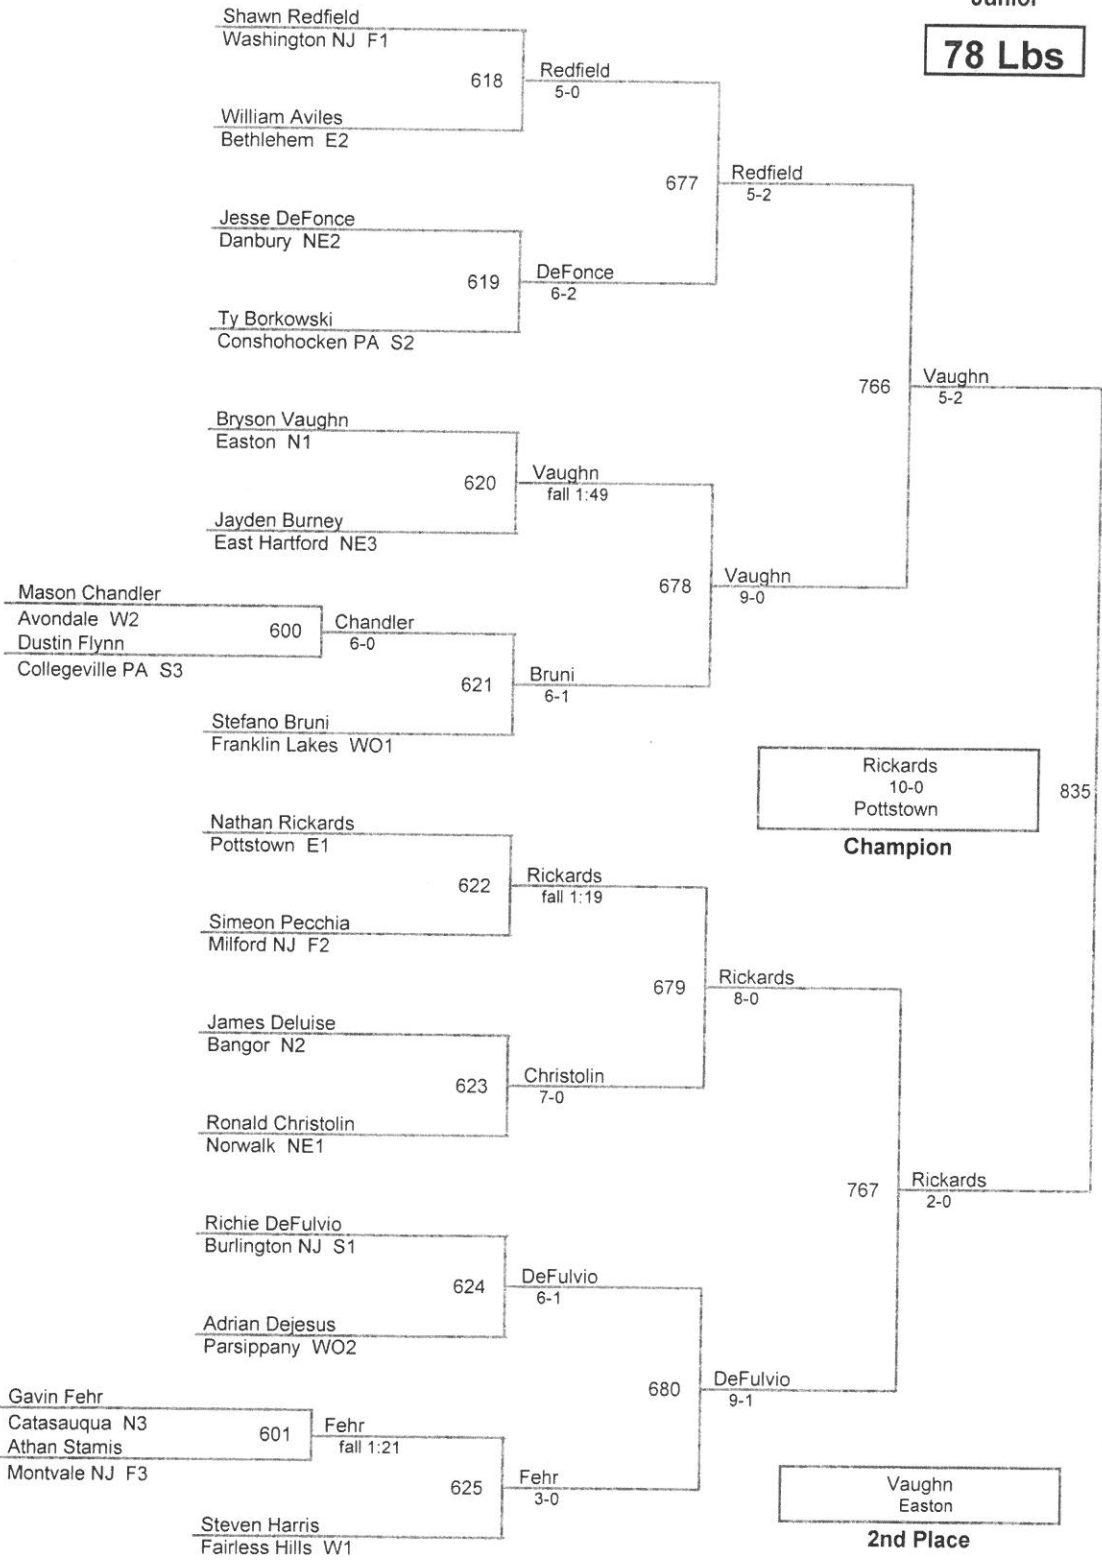 Junior
78 Lbs
Shawn Redfield
Washington NJ F1
618
Redfield
5-0
William Aviles
Bethlehem E2
677
Redfield
5-2
Jesse DeFonce
Danbury NE2
619
DeFonce
6-2
Ty Borkowski
Conshohocken PA S2
766
Vaughn
5-2
Bryson Vaughn
Easton N1
620
Vaughn
fall 1:49
Jayden Burney
East Hartford NE3
678
Vaughn
9-0
Mason Chandler
Avondale W2
600
Chandler
6-0
Dustin Flynn
Collegeville PA S3
621
Bruni
6-1
Stefano Bruni
Franklin Lakes WO1
Rickards
10-0
Pottstown
835
Champion
Nathan Rickards
Pottstown E1
622
Rickards
fall 1:19
Simeon Pecchia
Milford NJ F2
679
Rickards
8-0
James Deluise
Bangor N2
623
Christolin
7-0
Ronald Christolin
Norwalk NE1
767
Rickards
2-0
Richie DeFulvio
Burlington NJ S1
624
DeFulvio
6-1
Adrian Dejesus
Parsippany WO2
680
DeFulvio
9-1
Gavin Fehr
Catasauqua N3
601
Fehr
fall 1:21
Athan Stamis
Montvale NJ F3
625
Fehr
3-0
Steven Harris
Fairless Hills W1
Vaughn
Easton
2nd Place